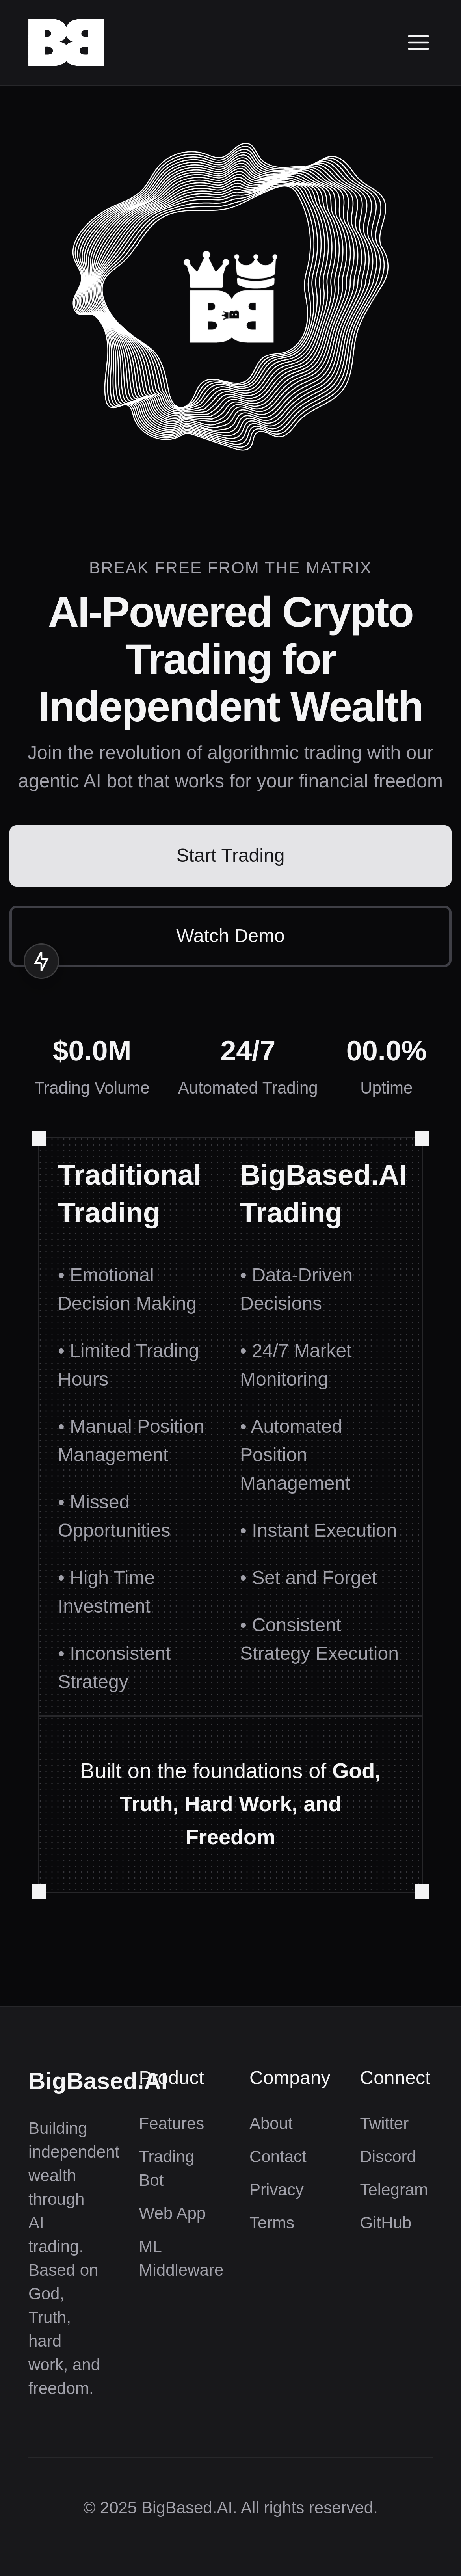 BB
BB
B
BREAK FREE FROM THE MATRIX
AI-Powered Crypto
Trading for
Independent Wealth
Join the revolution of algorithmic trading with our
agentic AI bot that works for your financial freedom
Start Trading
Watch Demo
$0.0M
Trading Volume
24/7
Automated Trading
00.0%
Uptime
Traditional
Trading
• Emotional
Decision Making
• Limited Trading
Hours
• Manual Position
Management
• Missed
Opportunities
• High Time
Investment
• Inconsistent
Strategy
BigBased.AI
Trading
• Data-Driven
Decisions
• 24/7 Market
Monitoring
• Automated
Position
Management
• Instant Execution
• Set and Forget
• Consistent
Strategy Execution
Built on the foundations of God,
Truth, Hard Work, and
Freedom
BigBased.AI
Building
independent
wealth
through
AI
trading.
Based on
God,
Truth,
hard
work, and
freedom.
Product
Features
Trading
Bot
Web App
ML
Middleware
Company
About
Contact
Privacy
Terms
Connect
Twitter
Discord
Telegram
GitHub
© 2025 BigBased.AI. All rights reserved.